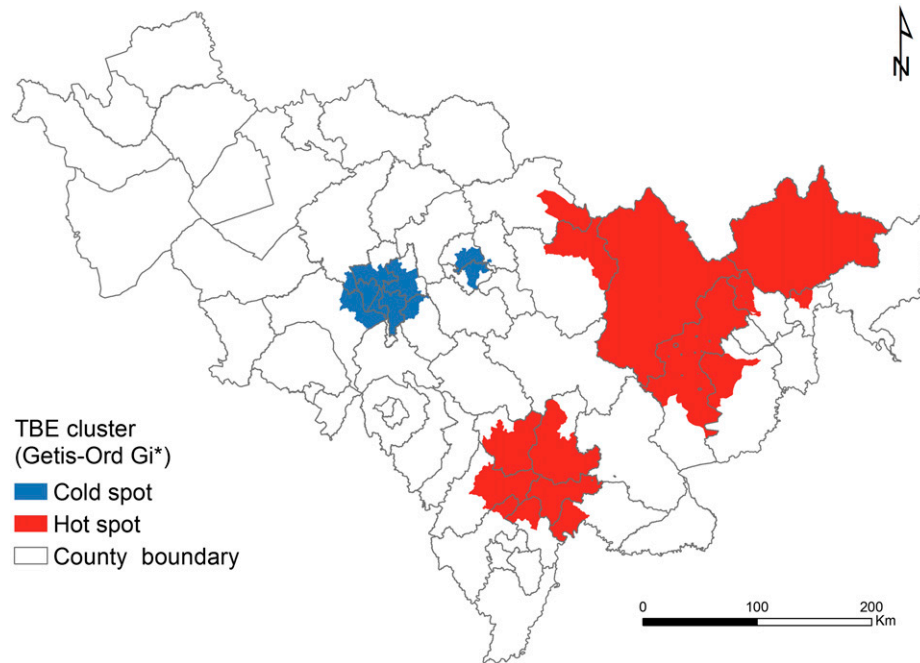 N
TBE cluster
(Getis-Ord Gi*)
Cold spot
Hot spot
County boundary
0 100 200
Km